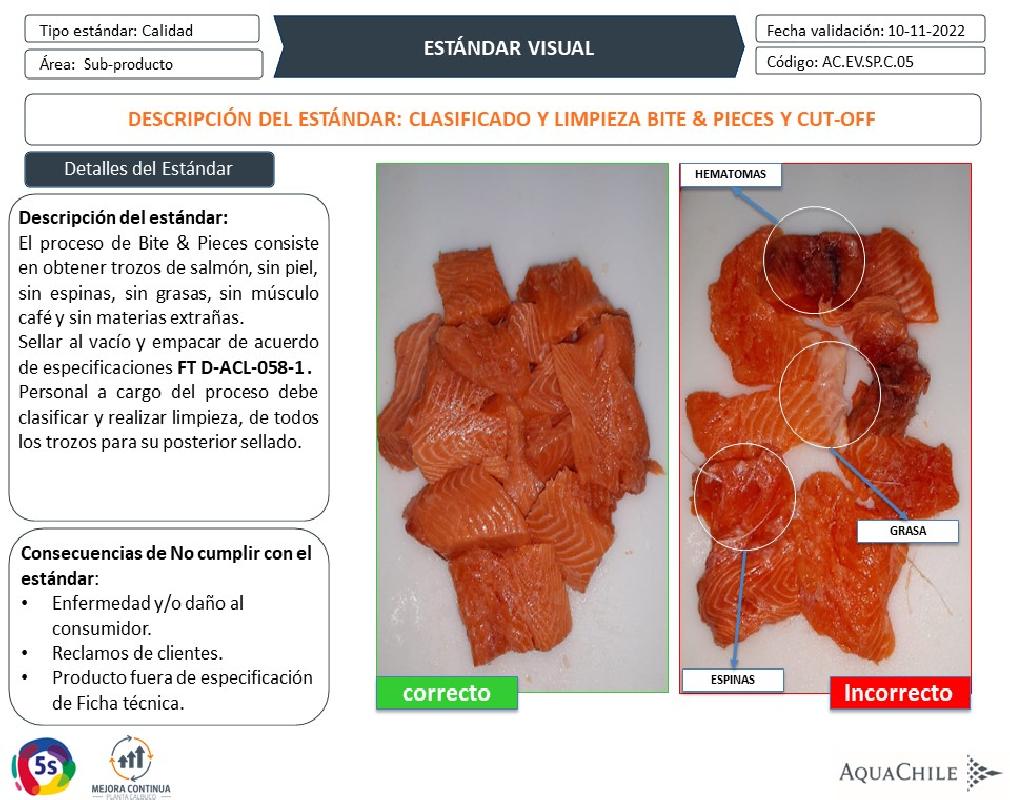 Tipo estándar: Calidad
Área: Sub-producto
ESTÁNDAR VISUAL
Fecha validación: 10-11-2022
Código: AC.EV.SP.C.05
DESCRIPCIÓN DEL ESTÁNDAR: CLASIFICADO Y LIMPIEZA BITE & PIECES Y CUT-OFF
Detalles del Estándar
Descripción del estándar:
El proceso de Bite & Pieces consiste
en obtener trozos de salmón, sin piel,
sin espinas, sin grasas, sin músculo
café y sin materias extrañas.
Sellar al vacío y empacar de acuerdo
de especificaciones FT D-ACL-058-1.
Personal a cargo del proceso debe
clasificar y realizar limpieza, de todos
los trozos para su posterior sellado.
Consecuencias de No cumplir con el
estándar:
• Enfermedad y/o daño al
consumidor.
• Reclamos de clientes.
• Producto fuera de especificación
de Ficha técnica.
correcto
HEMATOMAS
GRASA
ESPINAS
Incorrecto
5s
MEJORA CONTINUA
PLANTA CALBUCO
AQUACHILE